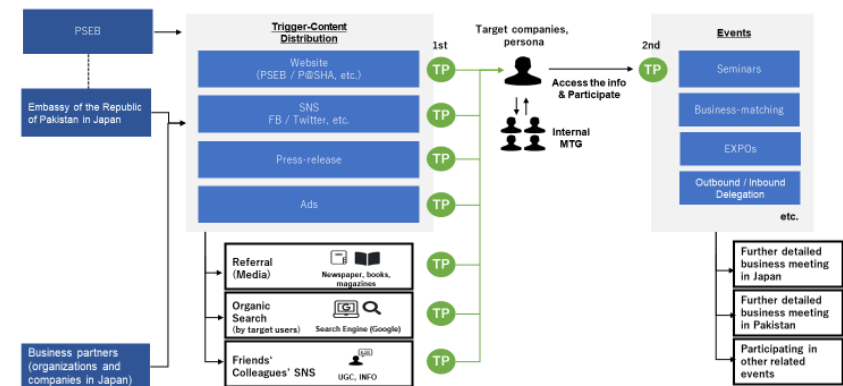 PSEB
Embassy of the Republic
of Pakistan in Japan
Business partners
(organizations and
companies in Japan)
Trigger-Content
Distribution
Website
(PSEB / P@SHA, etc.)
SNS
FB / Twitter, etc.
Press-release
Ads
Referral
(Media)
Newspaper, books,
magazines
Organic
Search
(by target users)
G
Search Engine (Google)
Friends'
Colleagues' SNS
UGC, INFO
1st
TP
TP
TP
TP
TP
TP
TP
Target companies,
persona
Access the info
& Participate
Internal
MTG
2nd
TP
Events
Seminars
Business-matching
EXPOs
Outbound / Inbound
Delegation
etc.
Further detailed
business meeting
in Japan
Further detailed
business meeting
in Pakistan
Participating in
other related
events